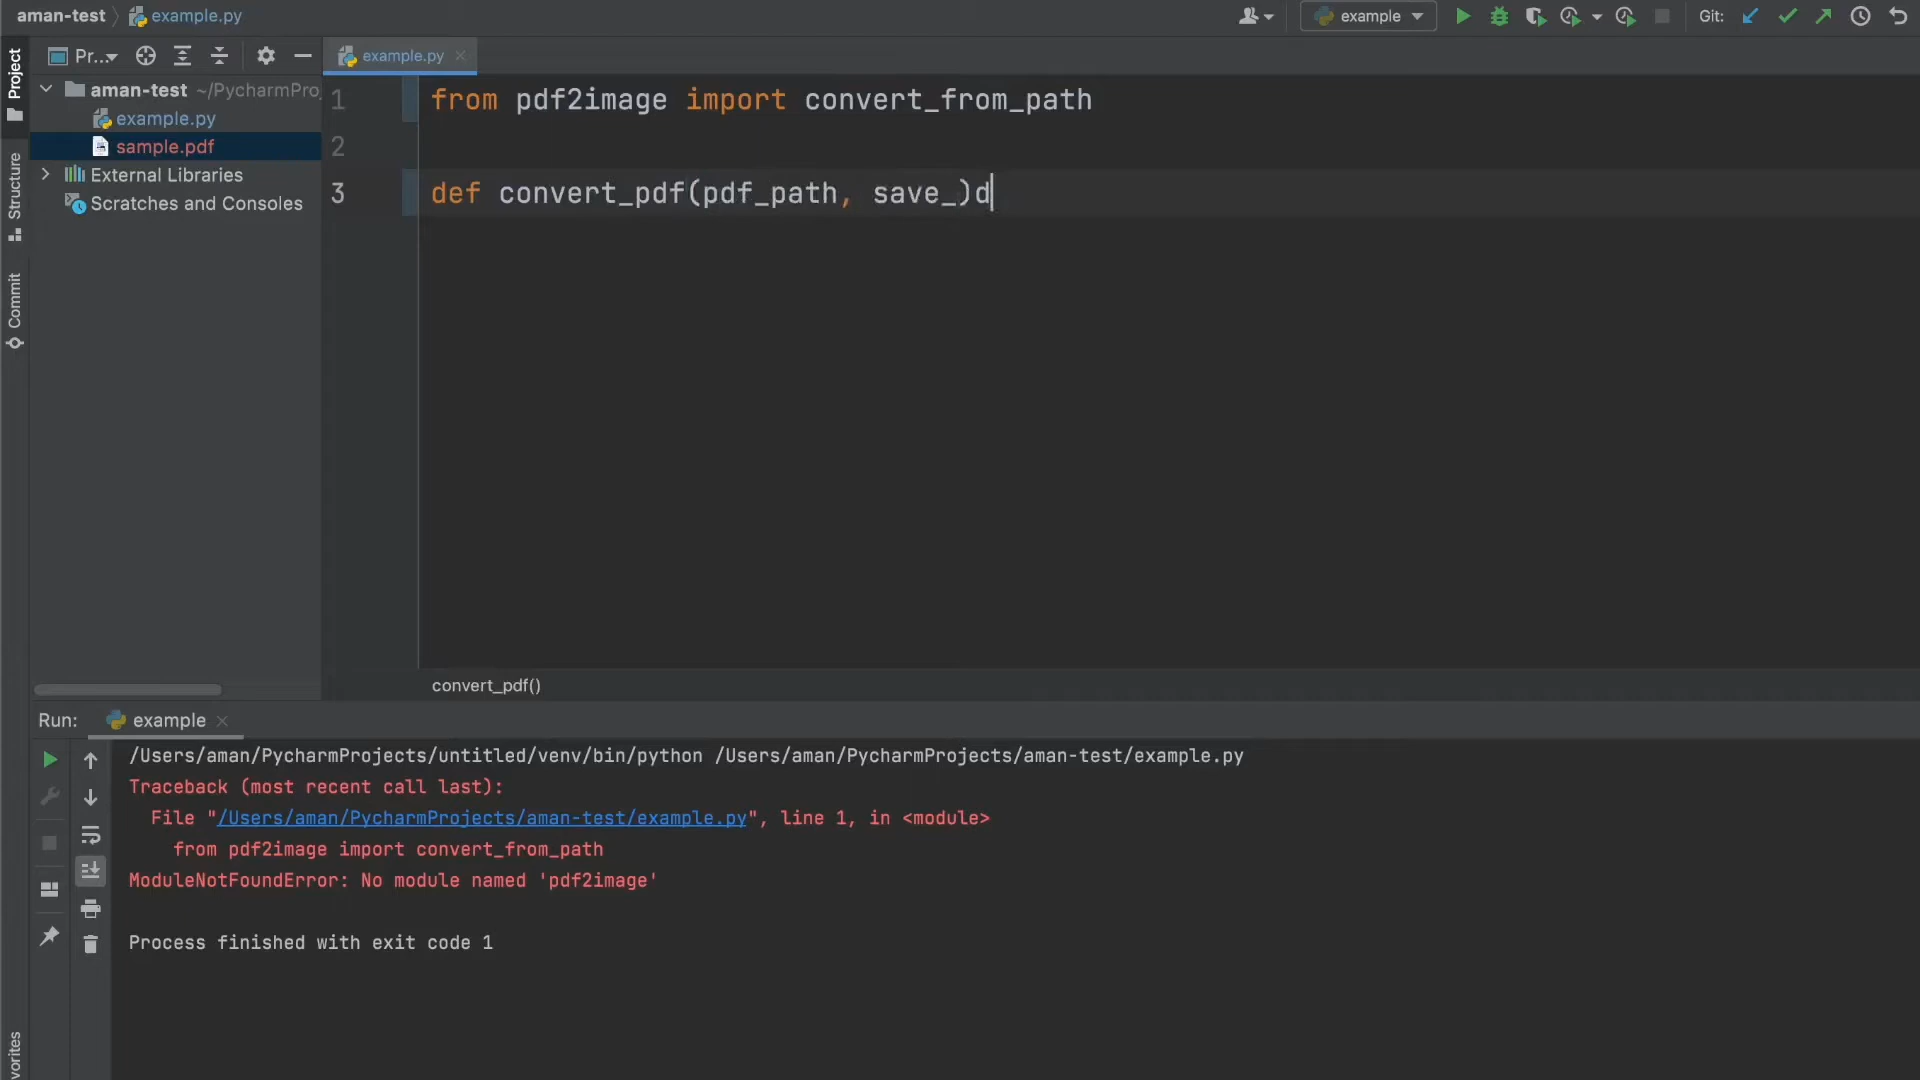 aman-test
example.py
example
Git:
Project
Pr...
example.py
aman-test ~/PycharmPro
example.py
sample.pdf
External Libraries
Scratches and Consoles
Structure
Commit
1 from pdf2image import convert_from_path
2
3 def convert_pdf(pdf_path, save_)d
convert_pdf()
Run: example
/Users/aman/PycharmProjects/untitled/venv/bin/python /Users/aman/PycharmProjects/aman-test/example.py
Traceback (most recent call last):
File "/Users/aman/PycharmProjects/aman-test/example.py", line 1, in <module>
from pdf2image import convert_from_path
ModuleNotFoundError: No module named 'pdf2image'
Process finished with exit code 1
vorites